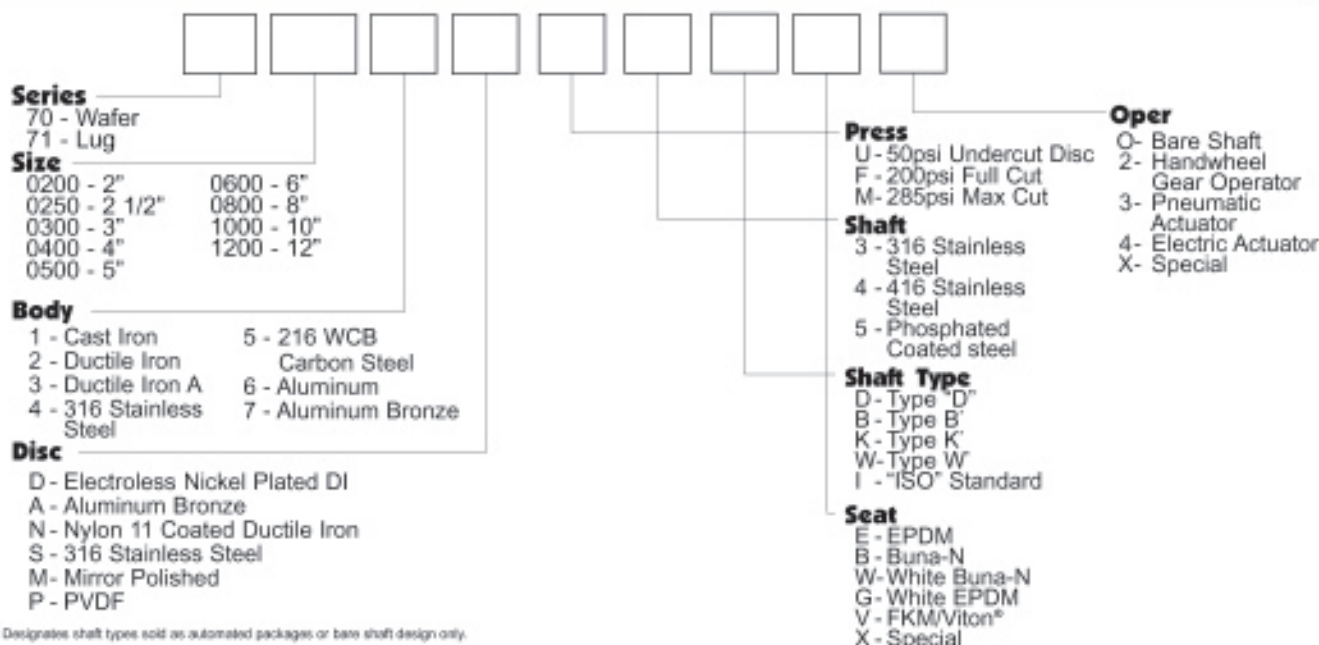 Series
70 - Wafer
71 - Lug
Size
0200 - 2"
0250 - 2 1/2"
0300 - 3"
0400 - 4"
0500 - 5"
0600 - 6"
0800 - 8"
1000 - 10"
1200 - 12"
Body
1 - Cast Iron
2 - Ductile Iron
3 - Ductile Iron A
4 - 316 Stainless
Steel
5 - 216 WCB
Carbon Steel
6 - Aluminum
7 - Aluminum Bronze
Disc
D - Electroless Nickel Plated DI
A - Aluminum Bronze
N - Nylon 11 Coated Ductile Iron
S - 316 Stainless Steel
M- Mirror Polished
P - PVDF
Press
U - 50psi Undercut Disc
F - 200psi Full Cut
M- 285psi Max Cut
Shaft
3 - 316 Stainless
Steel
4 - 416 Stainless
Steel
5 - Phosphated
Coated steel
Shaft Type
D - Type "D"
B - Type B'
K - Type K'
W- Type W'
I - "ISO" Standard
Seat
E - EPDM
B - Buna-N
W- White Buna-N
G - White EPDM
V - FKM/Viton®
X - Special
Oper
O- Bare Shaft
2- Handwheel
Gear Operator
3- Pneumatic
Actuator
4- Electric Actuator
X- Special
Designates shaft types sold as automated packages or bare shaft design only.